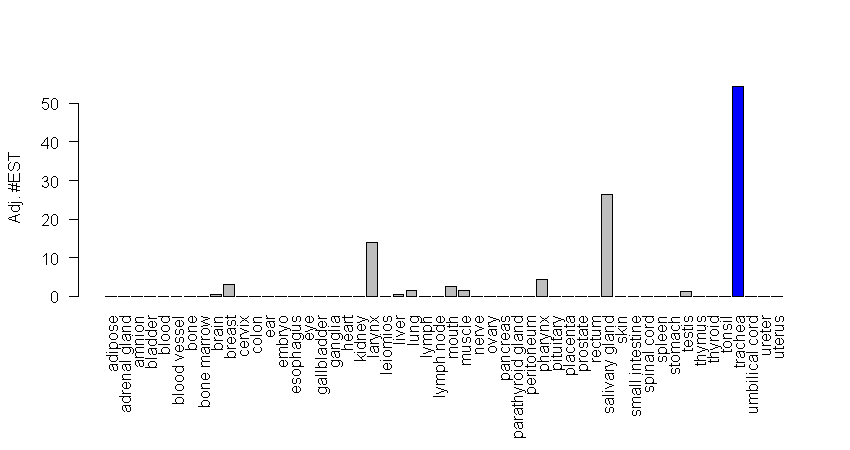 Adj. #EST
50
40
30
20
10
0
adipose
adrenal gland
amnion
bladder
blood
blood vessel
bone
bone marrow
brain
breast
cervix
colon
ear
embryo
esophagus
eye
gallbladder
ganglia
heart
kidney
larynx
leiomios
liver
lung
lymph
lymph node
mouth
muscle
nerve
ovary
pancreas
parathyroid gland
peritoneum
pharynx
pituitary
placenta
prostate
rectum
salivary gland
skin
small intestine
spinal cord
spleen
stomach
testis
thymus
thyroid
tonsil
trachea
umbilical cord
ureter
uterus